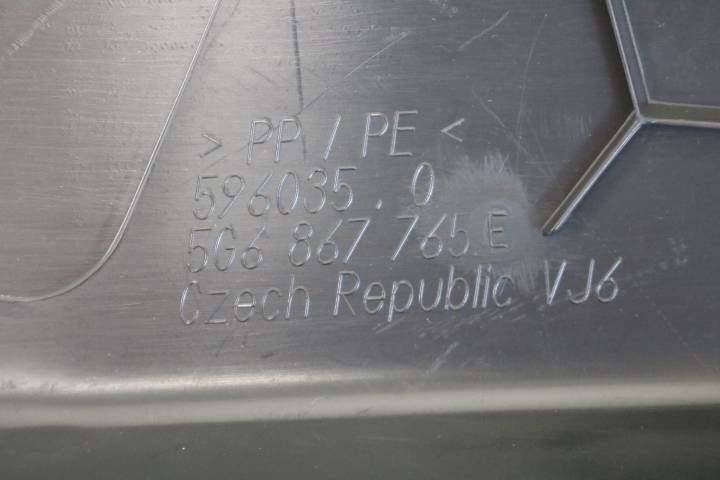 > PP / PE <
596035.0
5G6 867 765 E
Czech Republic VJ6